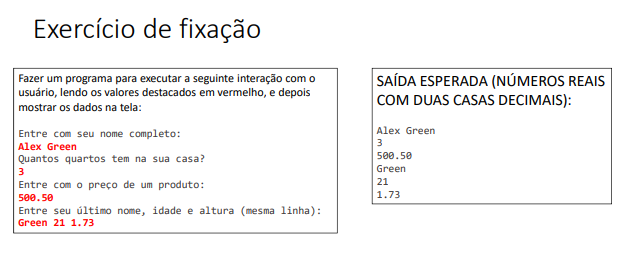 Exercício de fixação
Fazer um programa para executar a seguinte interação com o
usuário, lendo os valores destacados em vermelho, e depois
mostrar os dados na tela:
Entre com seu nome completo:
Alex Green
Quantos quartos tem na sua casa?
3
Entre com o preço de um produto:
500.50
Entre seu último nome, idade e altura (mesma linha):
Green 21 1.73
SAÍDA ESPERADA (NÚMEROS REAIS
COM DUAS CASAS DECIMAIS):
Alex Green
3
500.50
Green
21
1.73